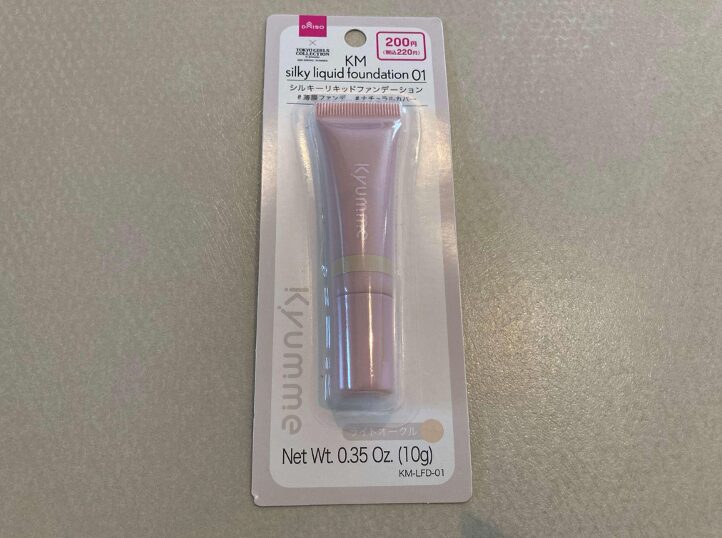 DAISO
×
TOKYO GIRLS
COLLECTION
200円
(税込220円)
KM
silky liquid foundation 01
シルキーリキッドファンデーション
#薄膜ファンデ #ナチュラルカバー
Kyumme
Kyumme
ライトオークル
Net Wt. 0.35 Oz. (10g)
KM-LFD-01